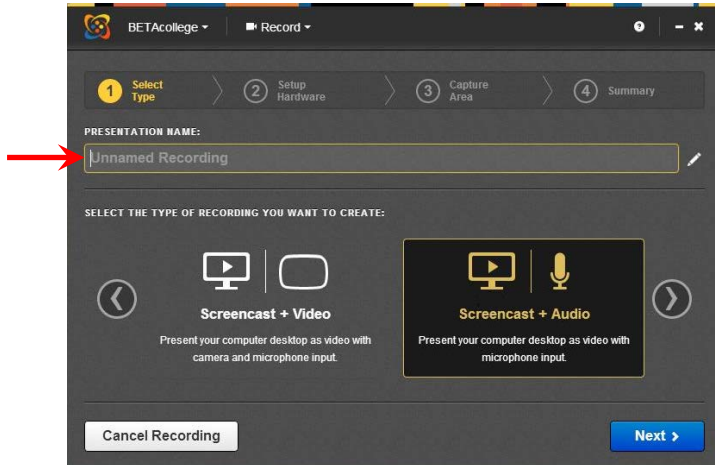 BETAcollege
Record
?
1 Select Type
2 Setup Hardware
3 Capture Area
4 Summary
PRESENTATION NAME:
Unnamed Recording
SELECT THE TYPE OF RECORDING YOU WANT TO CREATE:
Screencast + Video
Present your computer desktop as video with
camera and microphone input.
Screencast + Audio
Present your computer desktop as video with
microphone input.
Cancel Recording
Next >